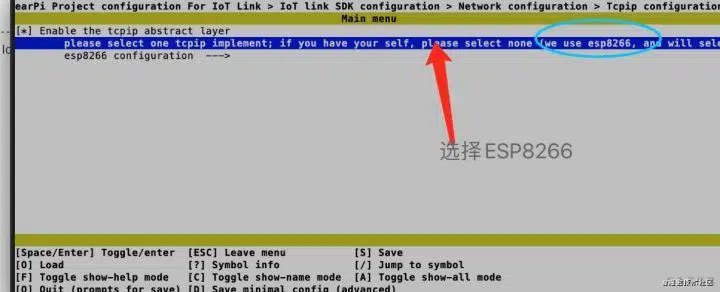 earPi Project configuration For IoT Link > IoT link SDK configuration > Network configuration > Tcpip configuration
Main menu
[*] Enable the tcpip abstract layer
please select one tcpip implement; if you have your self, please select none (we use esp8266, and will sele
esp8266 configuration --->
选择ESP8266
[Space/Enter] Toggle/enter [ESC] Leave menu [S] Save
[O] Load [?] Symbol info [/] Jump to symbol
[F] Toggle show-help mode [C] Toggle show-name mode [A] Toggle show-all mode
[Q] Quit (prompts for save) [D] Save minimal config (advanced)